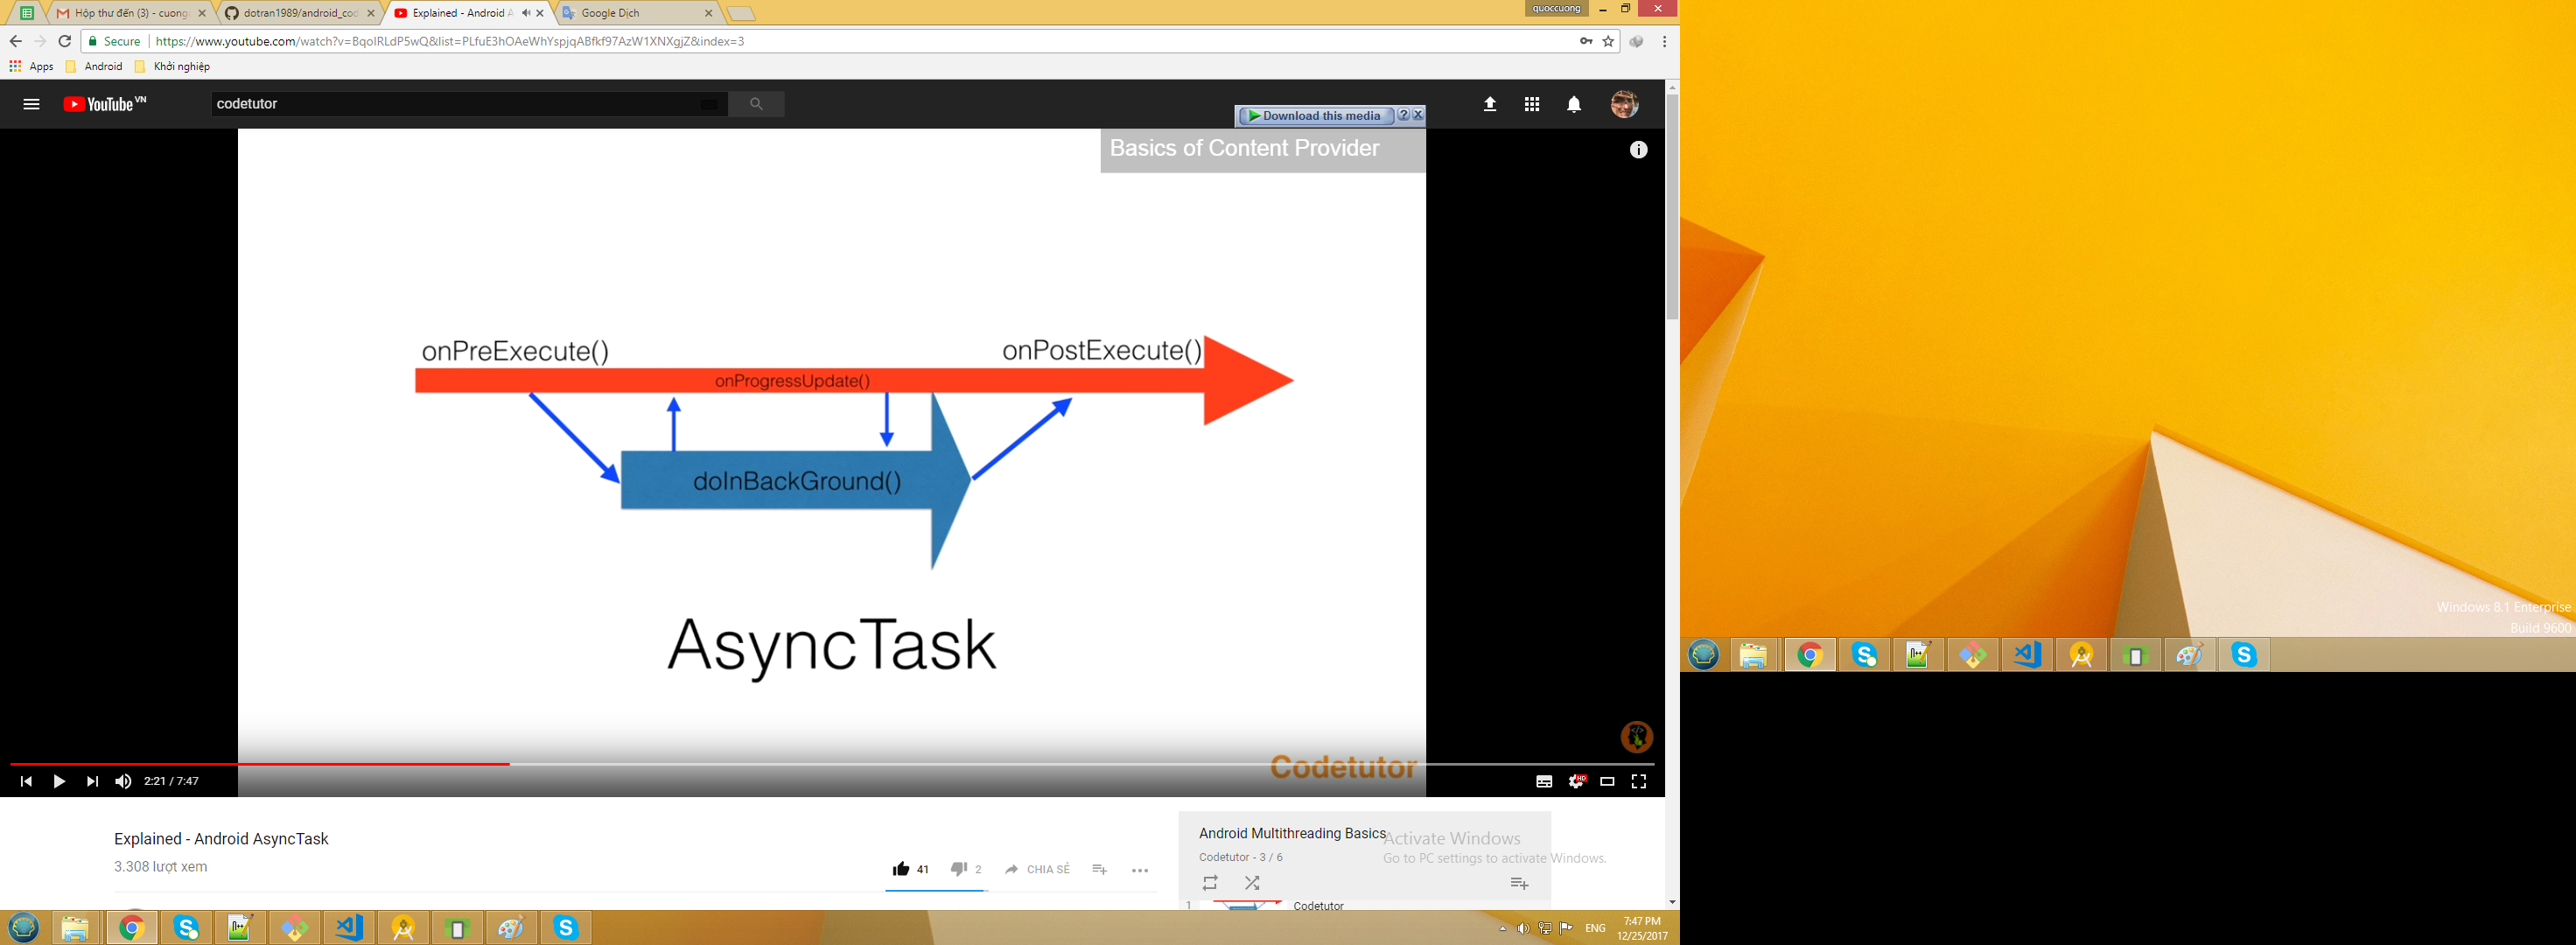 Hộp thư đến (3) - cuong
dotran1989/android_cod
Explained - Android A
Google Dịch
quoccuong
Secure
https://www.youtube.com/watch?v=BqoIRLdP5wQ&list=PLfuE3hOAeWhYspjqABfkf97AzW1XNXgjZ&index=3
Apps
Android
Khởi nghiệp
YouTube VN
codetutor
Download this media
Basics of Content Provider
onPreExecute()
onPostExecute()
onProgressUpdate()
doInBackGround()
AsyncTask
Codetutor
2:21 / 7:47
HD
Explained - Android AsyncTask
3.308 lượt xem
41
2
CHIA SẺ
Android Multithreading Basics
Codetutor - 3 / 6
1
Codetutor
Activate Windows
Go to PC settings to activate Windows.
ENG
7:47 PM
12/25/2017
Windows 8.1 Enterprise
Build 9600